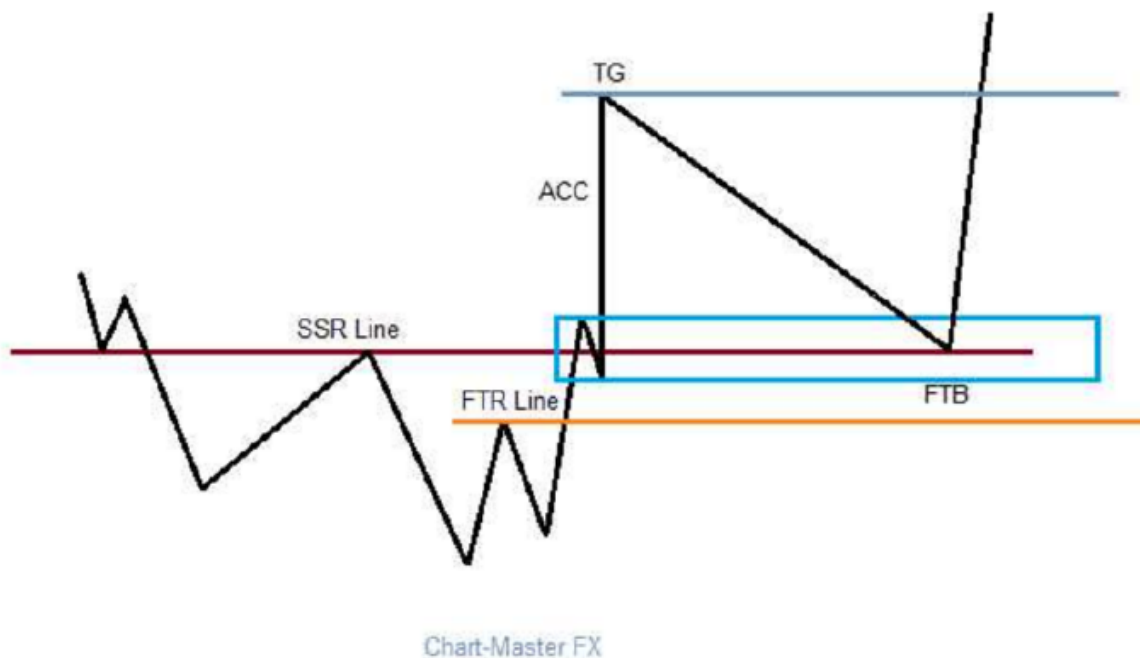 TG
ACC
SSR Line
FTR Line
FTB
Chart-Master FX